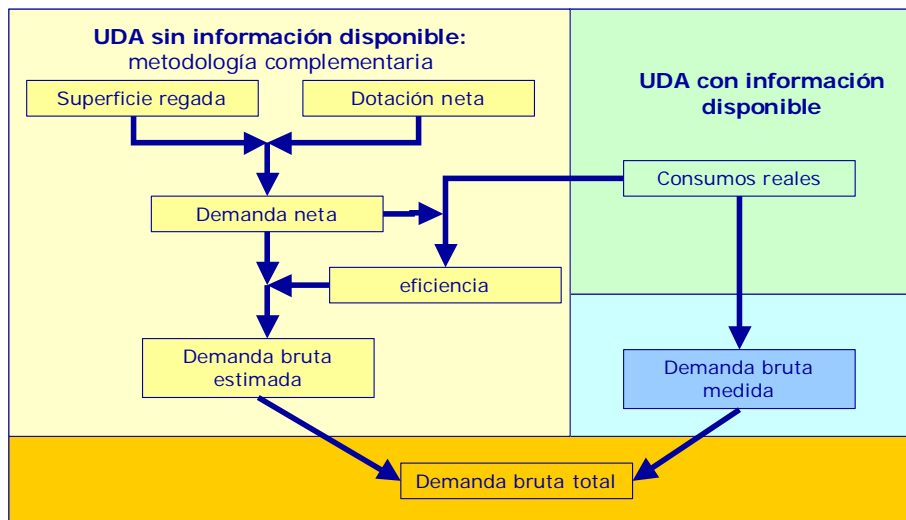 UDA sin información disponible:
metodología complementaria
Superficie regada
Dotación neta
UDA con información
disponible
Consumos reales
Demanda neta
eficiencia
Demanda bruta
estimada
Demanda bruta
medida
Demanda bruta total